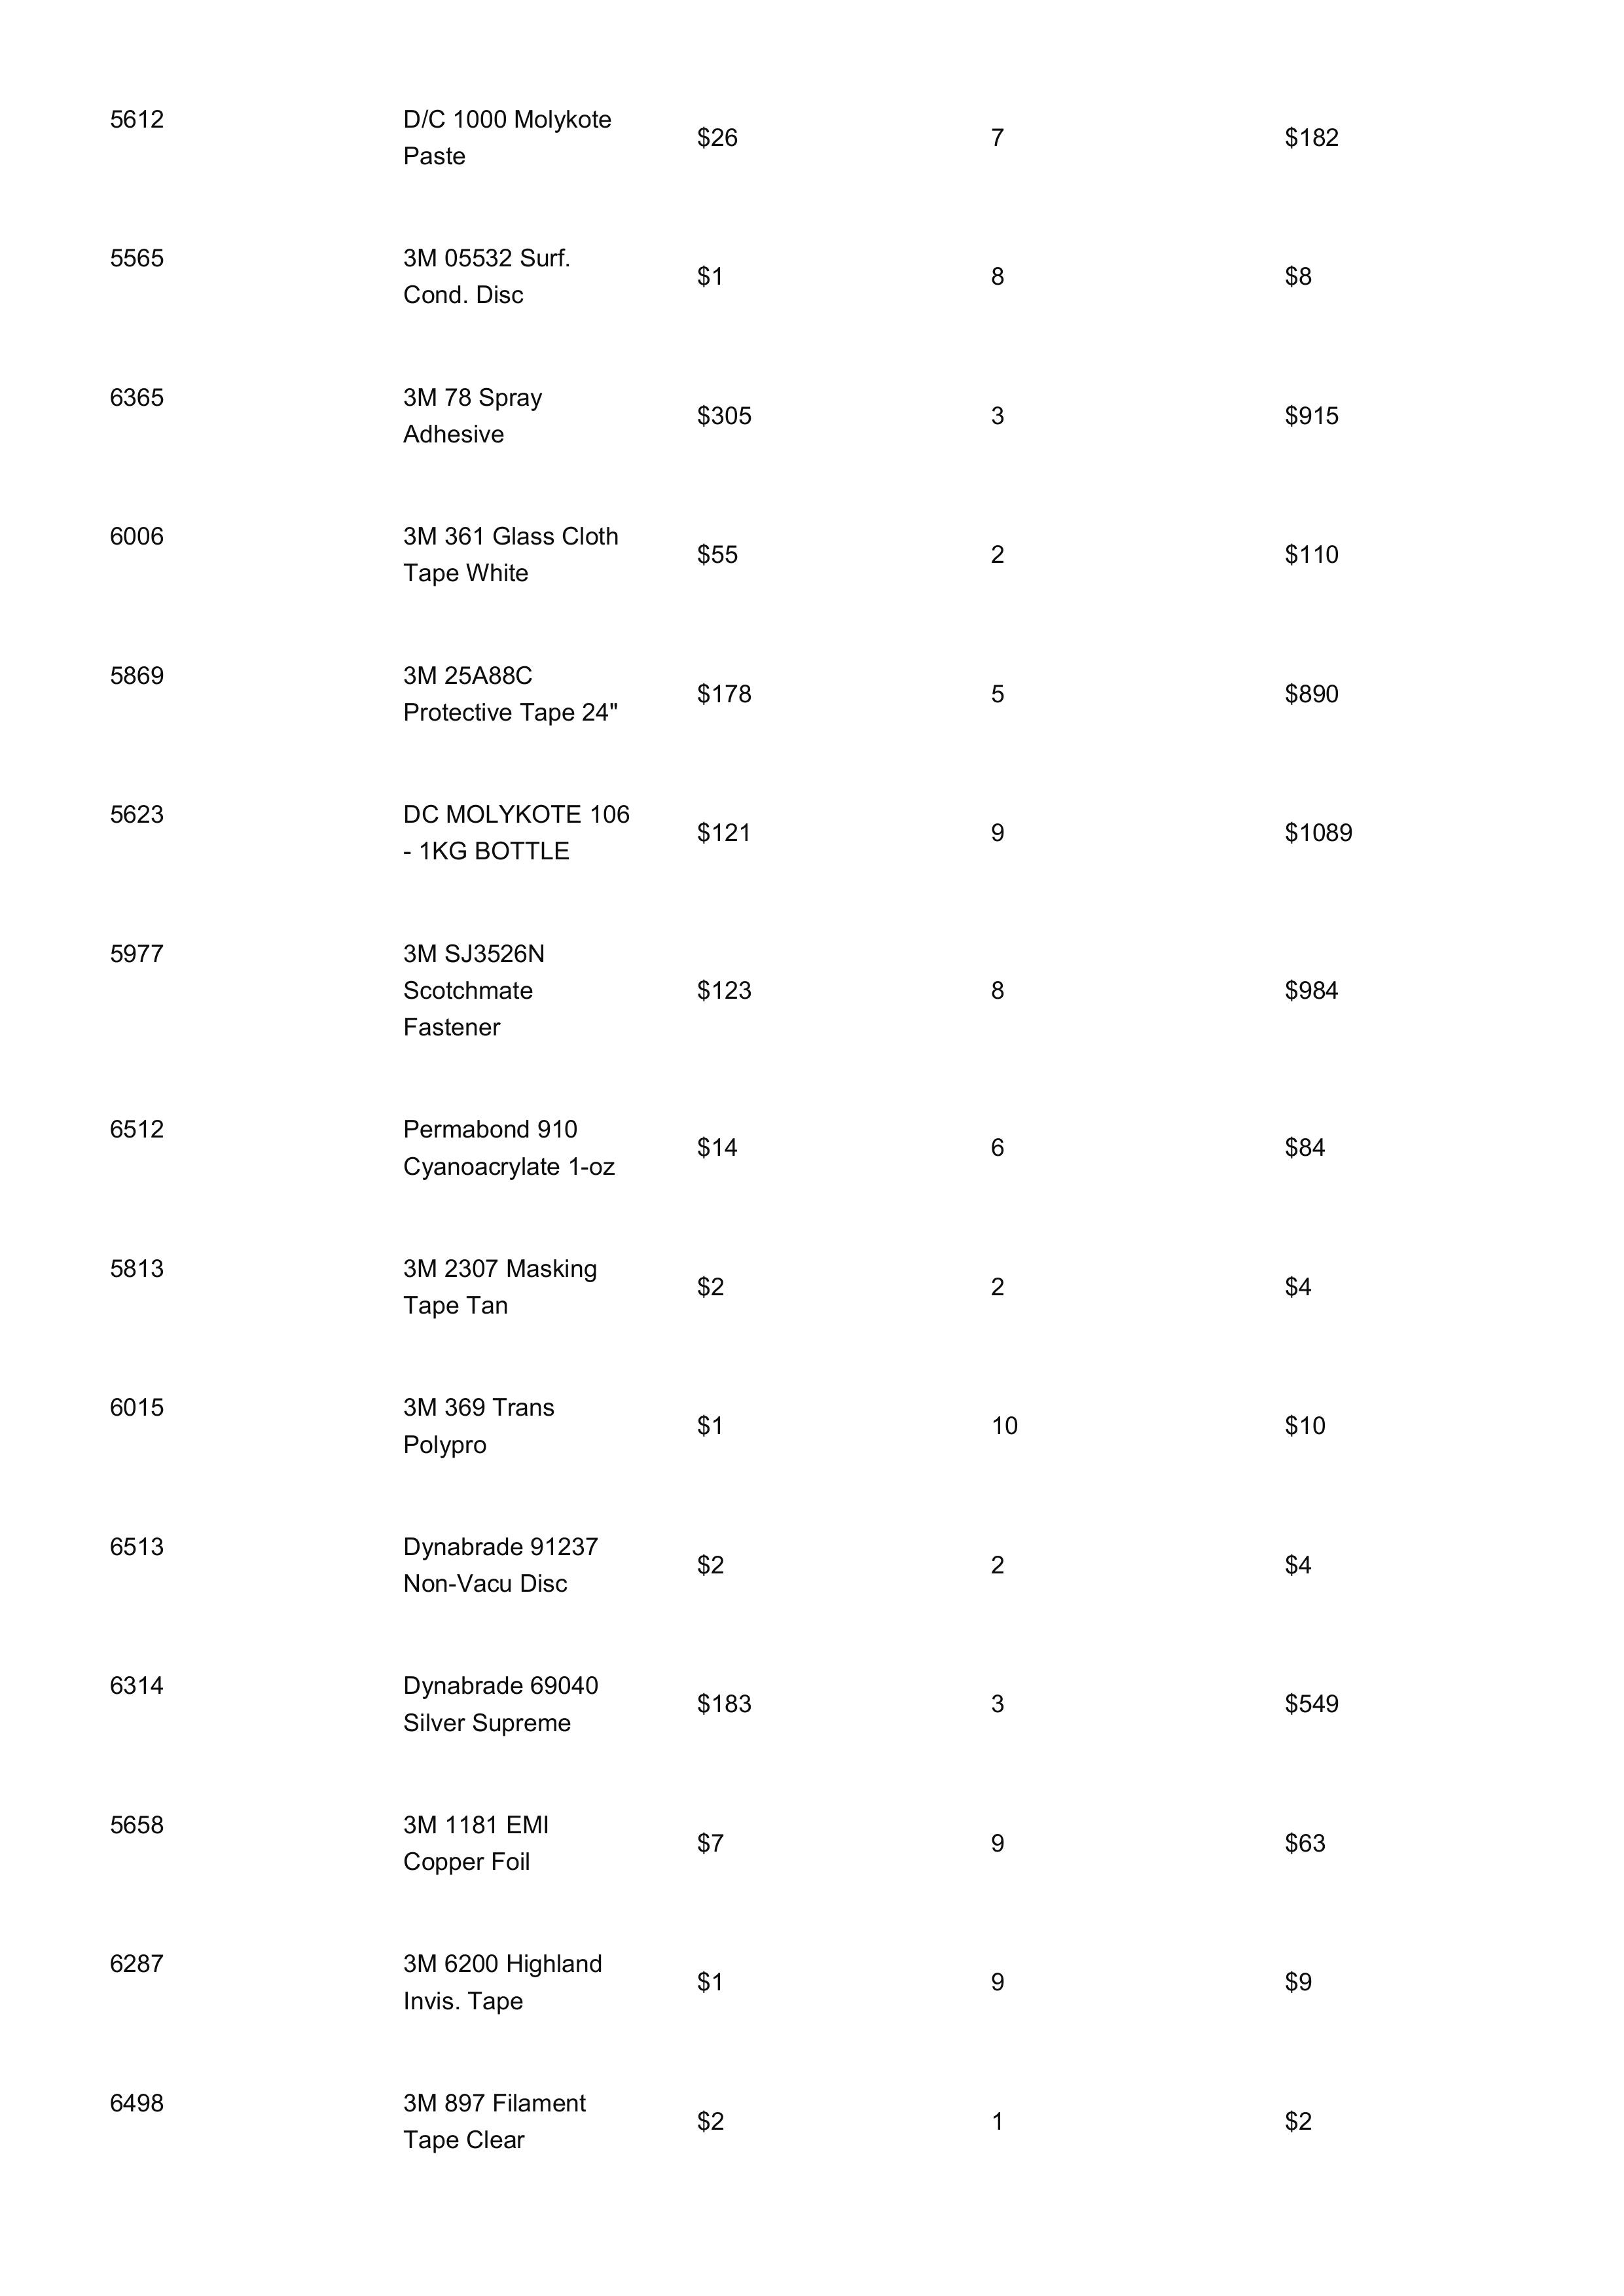 5612
D/C 1000 Molykote
Paste
$26
7
$182
5565
3M 05532 Surf.
Cond. Disc
$1
8
$8
6365
3M 78 Spray
Adhesive
$305
3
$915
6006
3M 361 Glass Cloth
Tape White
$55
2
$110
5869
3M 25A88C
Protective Tape 24"
$178
5
$890
5623
DC MOLYKOTE 106
- 1KG BOTTLE
$121
9
$1089
5977
3M SJ3526N
Scotchmate
Fastener
$123
8
$984
6512
Permabond 910
Cyanoacrylate 1-oz
$14
6
$84
5813
3M 2307 Masking
Tape Tan
$2
2
$4
6015
3M 369 Trans
Polypro
$1
10
$10
6513
Dynabrade 91237
Non-Vacu Disc
$2
2
$4
6314
Dynabrade 69040
Silver Supreme
$183
3
$549
5658
3M 1181 EMI
Copper Foil
$7
9
$63
6287
3M 6200 Highland
Invis. Tape
$1
9
$9
6498
3M 897 Filament
Tape Clear
$2
1
$2